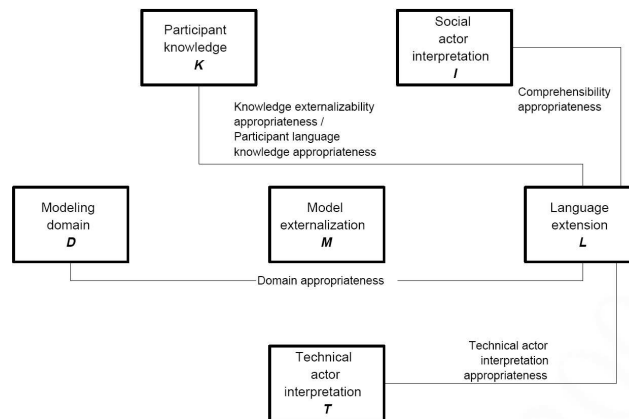 Participant
knowledge
K
Social
actor
interpretation
I
Knowledge externalizability
appropriateness /
Participant language
knowledge appropriateness
Comprehensibility
appropriateness
Modeling
domain
D
Model
externalization
M
Language
extension
L
Domain appropriateness
Technical
actor
interpretation
T
Technical actor
interpretation
appropriateness